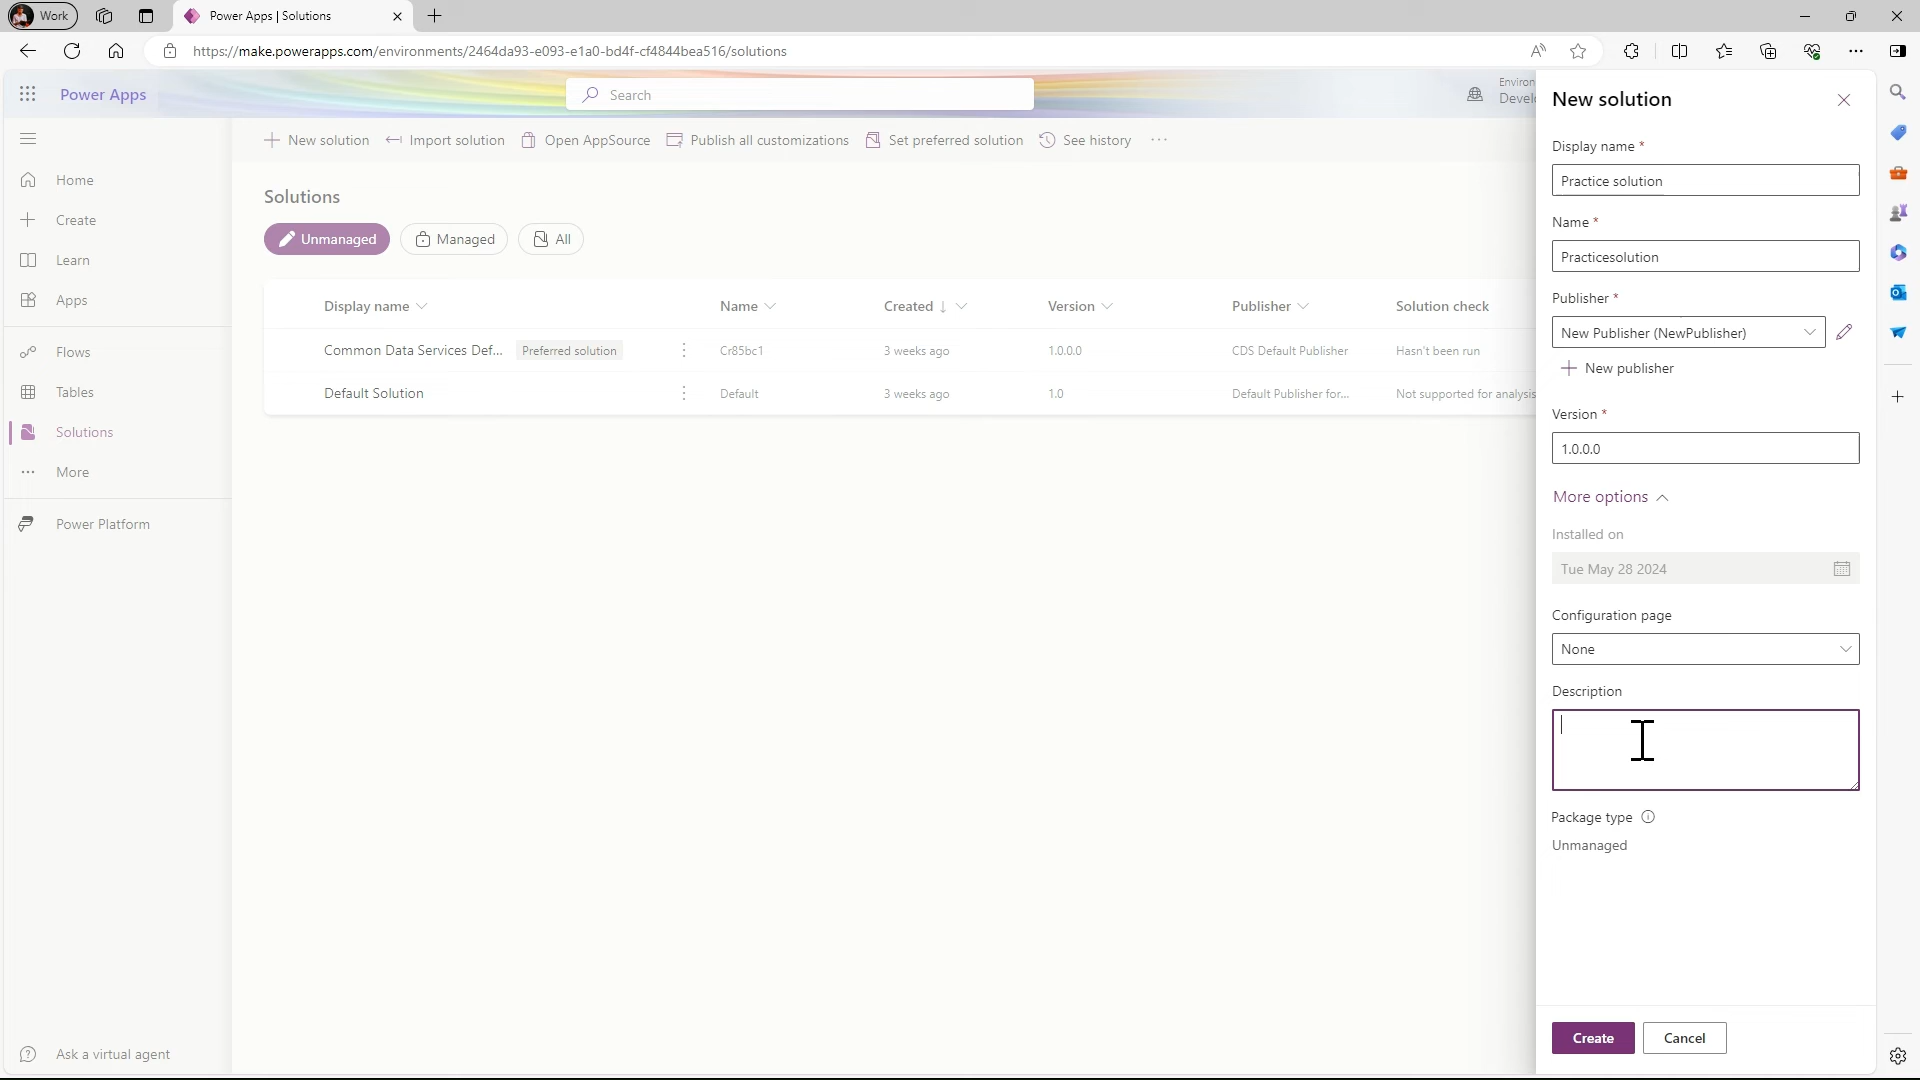 Work
Power Apps | Solutions
https://make.powerapps.com/environments/2464da93-e093-e1a0-bd4f-cf4844bea516/solutions
Power Apps
Search
Environ
Develo
New solution
Import solution
Open AppSource
Publish all customizations
Set preferred solution
See history
Home
Create
Learn
Apps
Flows
Tables
Solutions
More
Power Platform
Ask a virtual agent
Solutions
Unmanaged
Managed
All
Display name
Name
Created
Version
Publisher
Solution check
Common Data Services Def...
Preferred solution
Cr85bc1
3 weeks ago
1.0.0.0
CDS Default Publisher
Hasn't been run
Default Solution
Default
3 weeks ago
1.0
Default Publisher for...
Not supported for analysis
New solution
Display name *
Practice solution
Name *
Practicesolution
Publisher *
New Publisher (NewPublisher)
New publisher
Version *
1.0.0.0
More options
Installed on
Tue May 28 2024
Configuration page
None
Description
Package type
Unmanaged
Create
Cancel